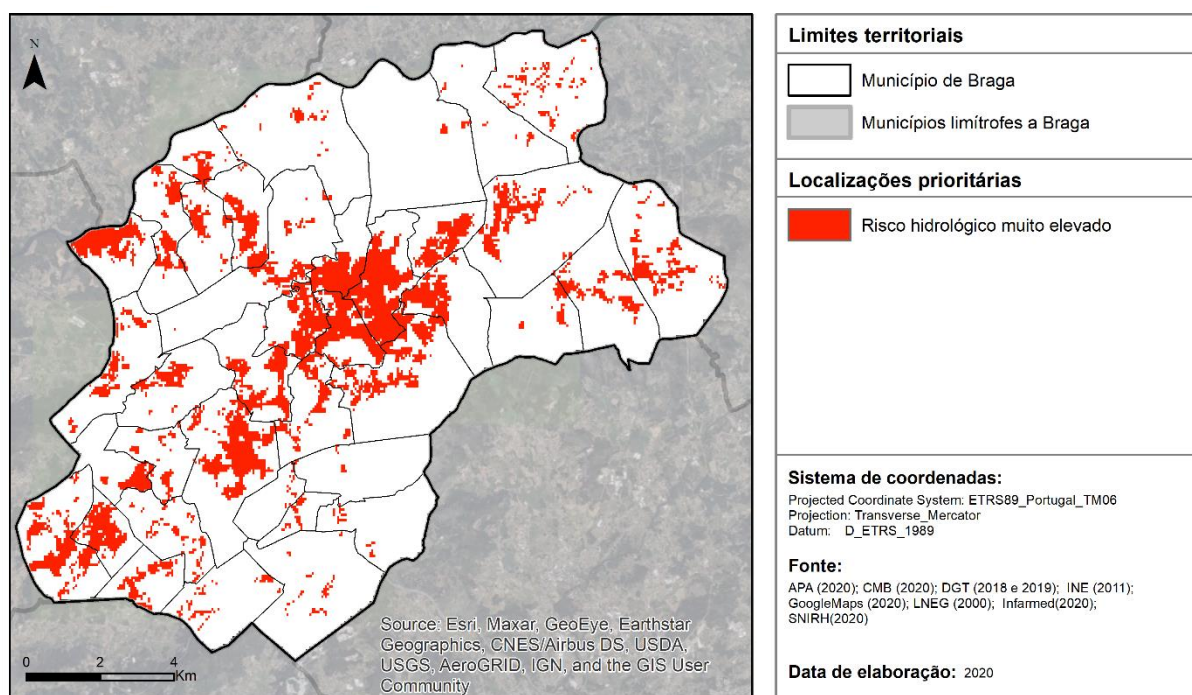 N
0 2 4
Km
Source: Esri, Maxar, GeoEye, Earthstar
Geographics, CNES/Airbus DS, USDA,
USGS, AeroGRID, IGN, and the GIS User
Community
Limites territoriais
Município de Braga
Municípios limítrofes a Braga
Localizações prioritárias
Risco hidrológico muito elevado
Sistema de coordenadas:
Projected Coordinate System: ETRS89_Portugal_TM06
Projection: Transverse_Mercator
Datum: D_ETRS_1989
Fonte:
APA (2020); CMB (2020); DGT (2018 e 2019); INE (2011);
GoogleMaps (2020); LNEG (2000); Infarmed(2020);
SNIRH(2020)
Data de elaboração: 2020